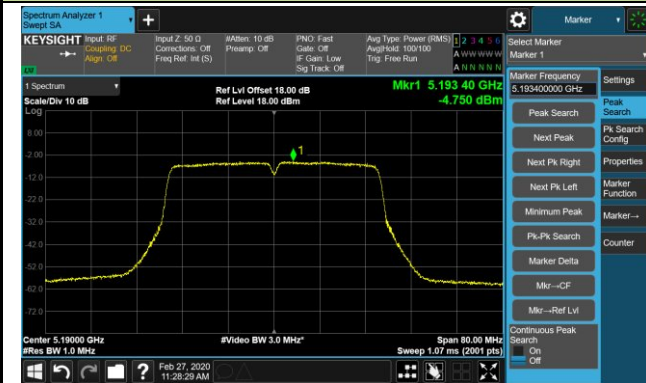 Spectrum Analyzer 1
Swept SA
Marker
KEYSIGHT
Input: RF
Coupling: DC
Align: Off
Input Z: 50 Ω
Corrections: Off
Freq Ref: Int (S)
#Atten: 10 dB
Preamp: Off
PNO: Fast
Gate: Off
IF Gain: Low
Sig Track: Off
Avg Type: Power (RMS)
Avg|Hold: 100/100
Trig: Free Run
1 2 3 4 5 6
A W W W W W
A N N N N N
Select Marker
Marker 1
1 Spectrum
Scale/Div 10 dB
Log
Ref Lvl Offset 18.00 dB
Ref Level 18.00 dBm
Mkr1 5.193 40 GHz
-4.750 dBm
8.00
-2.00
-12.0
-22.0
-32.0
-42.0
-52.0
-62.0
-72.0
1
Center 5.19000 GHz
#Res BW 1.0 MHz
#Video BW 3.0 MHz*
Span 80.00 MHz
Sweep 1.07 ms (2001 pts)
Marker Frequency
5.193400000 GHz
Peak Search
Next Peak
Next Pk Right
Next Pk Left
Minimum Peak
Pk-Pk Search
Marker Delta
Mkr→CF
Mkr→Ref Lvl
Continuous Peak
Search
On
Off
Settings
Peak
Search
Pk Search
Config
Properties
Marker
Function
Marker→
Counter
?
Feb 27, 2020
11:28:29 AM